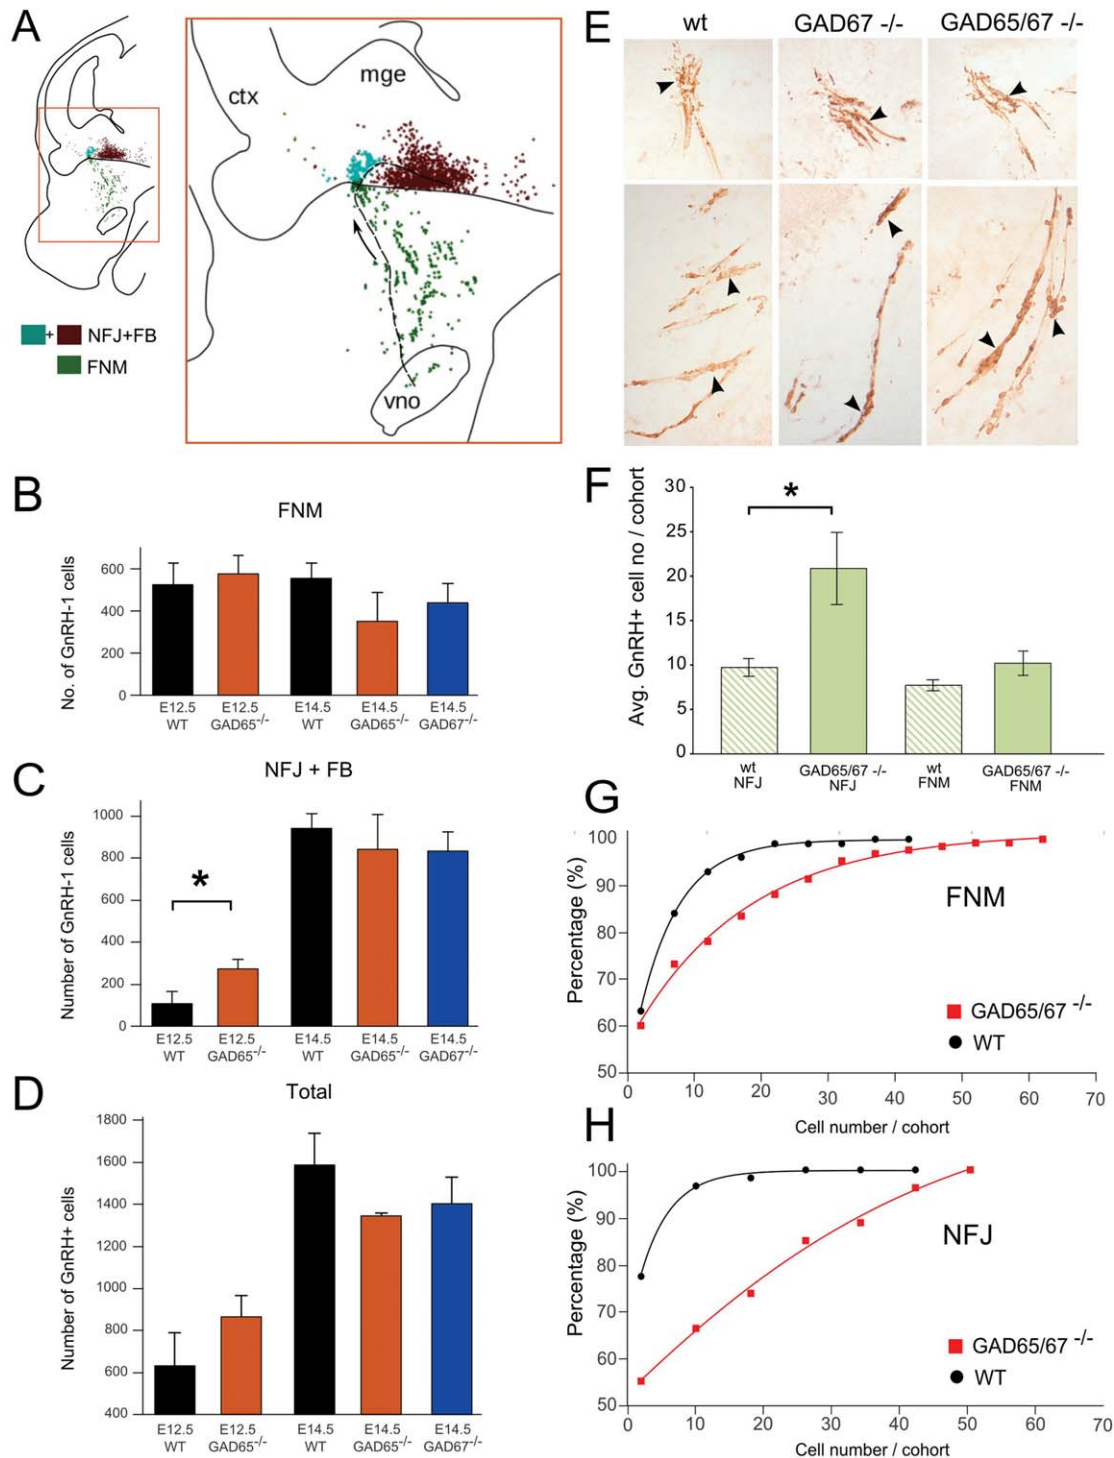 A
ctx
mge
vno
+ NFJ+FB
FNM
E
wt GAD67 -/- GAD65/67 -/-
B
FNM
No. of GnRH-1 cells
600
400
200
0
E12.5 WT
E12.5 GAD65-/-
E14.5 WT
E14.5 GAD65-/-
E14.5 GAD67-/-
C
NFJ + FB
Number of GnRH-1 cells
1000
800
600
400
200
0
*
E12.5 WT
E12.5 GAD65-/-
E14.5 WT
E14.5 GAD65-/-
E14.5 GAD67-/-
D
Total
Number of GnRH+ cells
1800
1600
1400
1200
1000
800
600
400
E12.5 WT
E12.5 GAD65-/-
E14.5 WT
E14.5 GAD65-/-
E14.5 GAD67-/-
F
Avg. GnRH+ cell no / cohort
30
25
20
15
10
5
0
*
wt NFJ
GAD65/67 -/- NFJ
wt FNM
GAD65/67 -/- FNM
G
Percentage (%)
100
90
80
70
60
50
FNM
GAD65/67 -/-
WT
0 10 20 30 40 50 60 70
Cell number / cohort
H
Percentage (%)
100
90
80
70
60
50
NFJ
GAD65/67 -/-
WT
0 10 20 30 40 50 60 70
Cell number / cohort